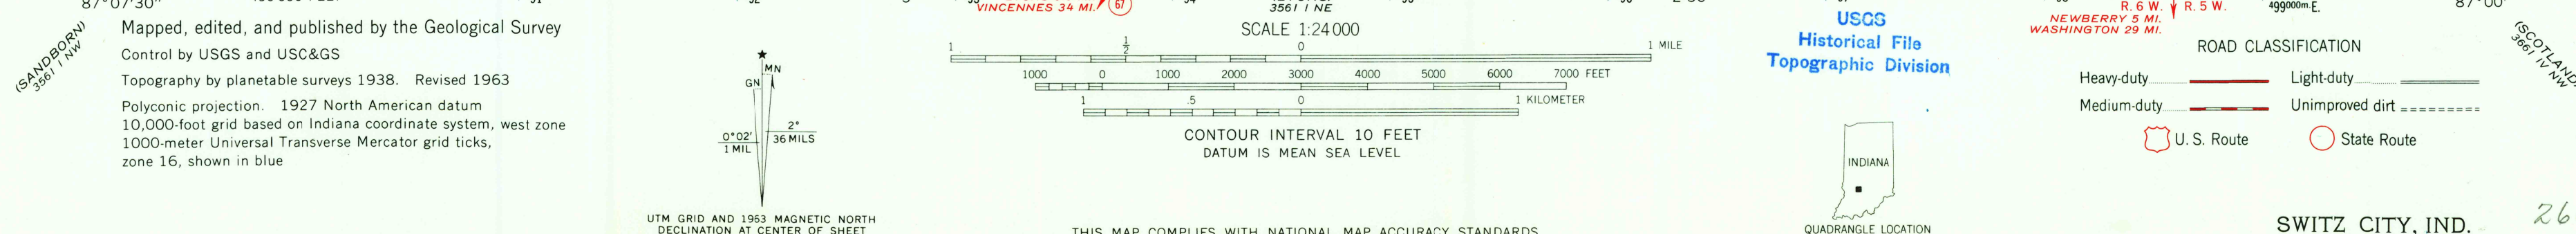 87°07'30"
(SANDBORN)
3561 I NW
Mapped, edited, and published by the Geological Survey
Control by USGS and USC&GS
Topography by planetable surveys 1938. Revised 1963
Polyconic projection. 1927 North American datum
10,000-foot grid based on Indiana coordinate system, west zone
1000-meter Universal Transverse Mercator grid ticks,
zone 16, shown in blue
★
MN
GN
0°02'
1 MIL
2°
36 MILS
UTM GRID AND 1963 MAGNETIC NORTH
DECLINATION AT CENTER OF SHEET
VINCENNES 34 MI.
67
3561 I NE
SCALE 1:24 000
1 ½ 0 1 MILE
1000 0 1000 2000 3000 4000 5000 6000 7000 FEET
1 .5 0 1 KILOMETER
CONTOUR INTERVAL 10 FEET
DATUM IS MEAN SEA LEVEL
THIS MAP COMPLIES WITH NATIONAL MAP ACCURACY STANDARDS
USGS
Historical File
Topographic Division
INDIANA
QUADRANGLE LOCATION
R. 6 W. R. 5 W.
NEWBERRY 5 MI.
WASHINGTON 29 MI.
499000m.E.
87°00'
(SCOTLAND)
3661 IV NW
ROAD CLASSIFICATION
Heavy-duty Light-duty
Medium-duty Unimproved dirt
U. S. Route State Route
SWITZ CITY, IND.
26